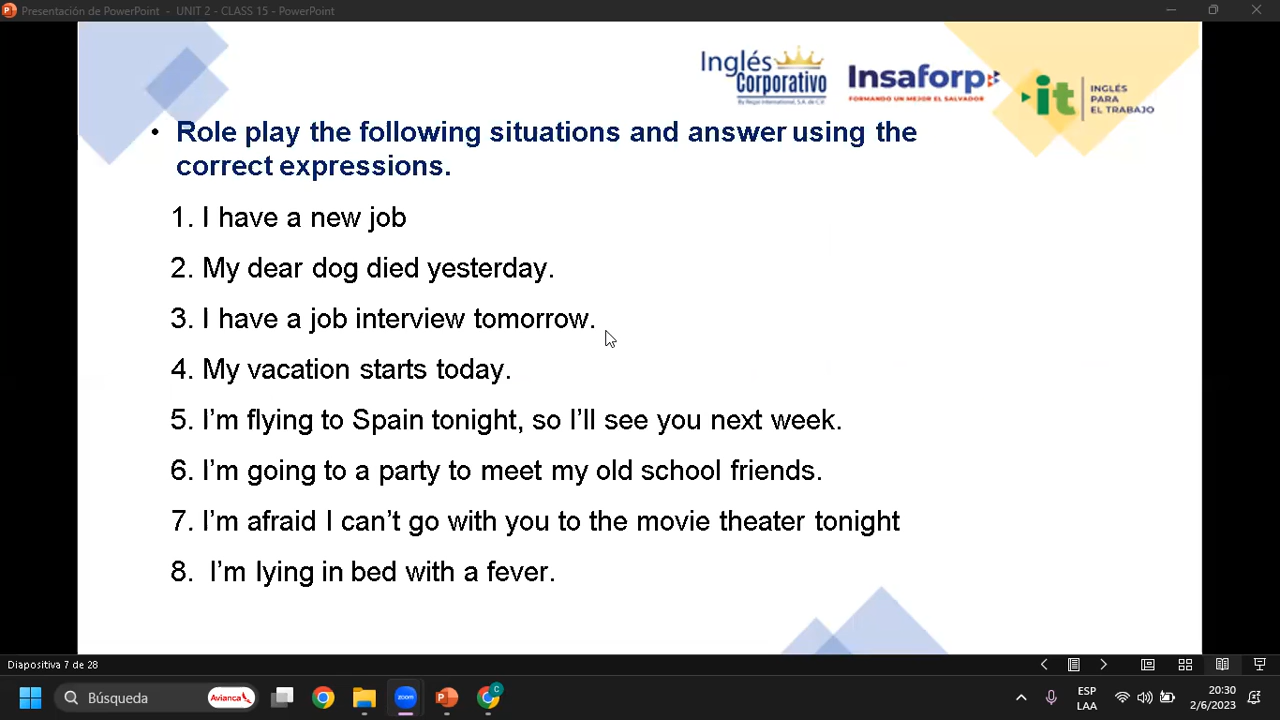 Presentación de PowerPoint - UNIT 2 - CLASS 15 - PowerPoint
Inglés
Corporativo
By Regio International, S.A. de C.V.
Insaforp
FORMANDO UN MEJOR EL SALVADOR
it
INGLÉS
PARA
EL TRABAJO
• Role play the following situations and answer using the
correct expressions.
1. I have a new job
2. My dear dog died yesterday.
3. I have a job interview tomorrow.
4. My vacation starts today.
5. I'm flying to Spain tonight, so I'll see you next week.
6. I'm going to a party to meet my old school friends.
7. I'm afraid I can't go with you to the movie theater tonight
8. I'm lying in bed with a fever.
Diapositiva 7 de 28
Búsqueda
Avianca
zoom
C
ESP
LAA
20:30
2/6/2023